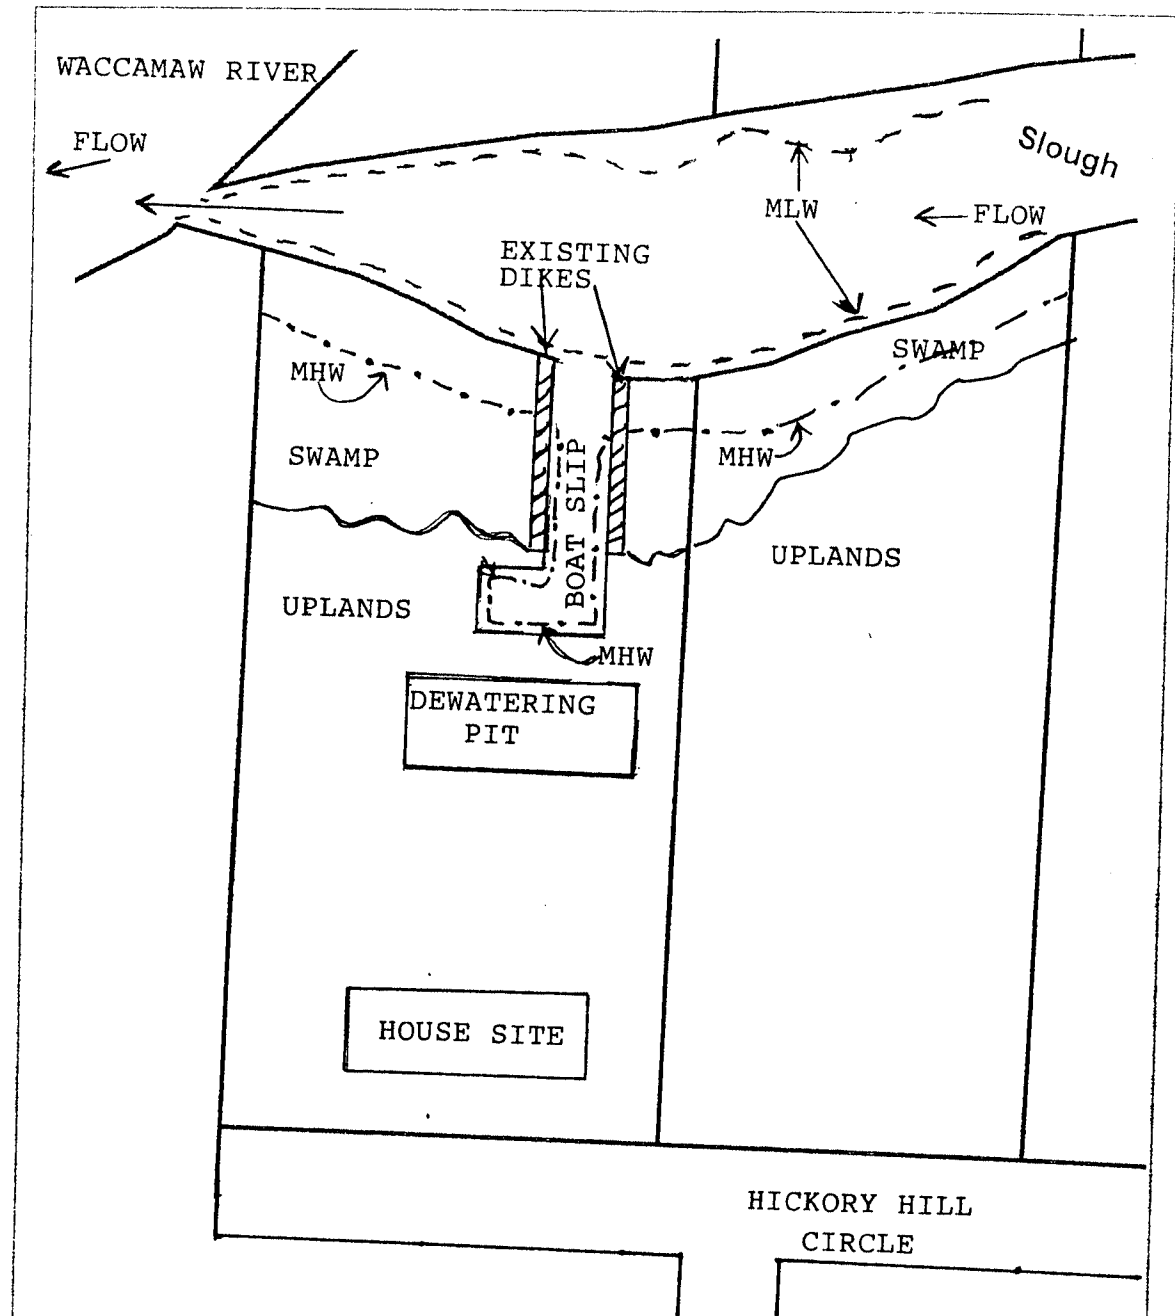 WACCAMAW RIVER
FLOW
Slough
MLW
FLOW
EXISTING
DIKES
SWAMP
MHW
SWAMP
MHW
BOAT SLIP
UPLANDS
UPLANDS
MHW
DEWATERING
PIT
HOUSE SITE
HICKORY HILL
CIRCLE